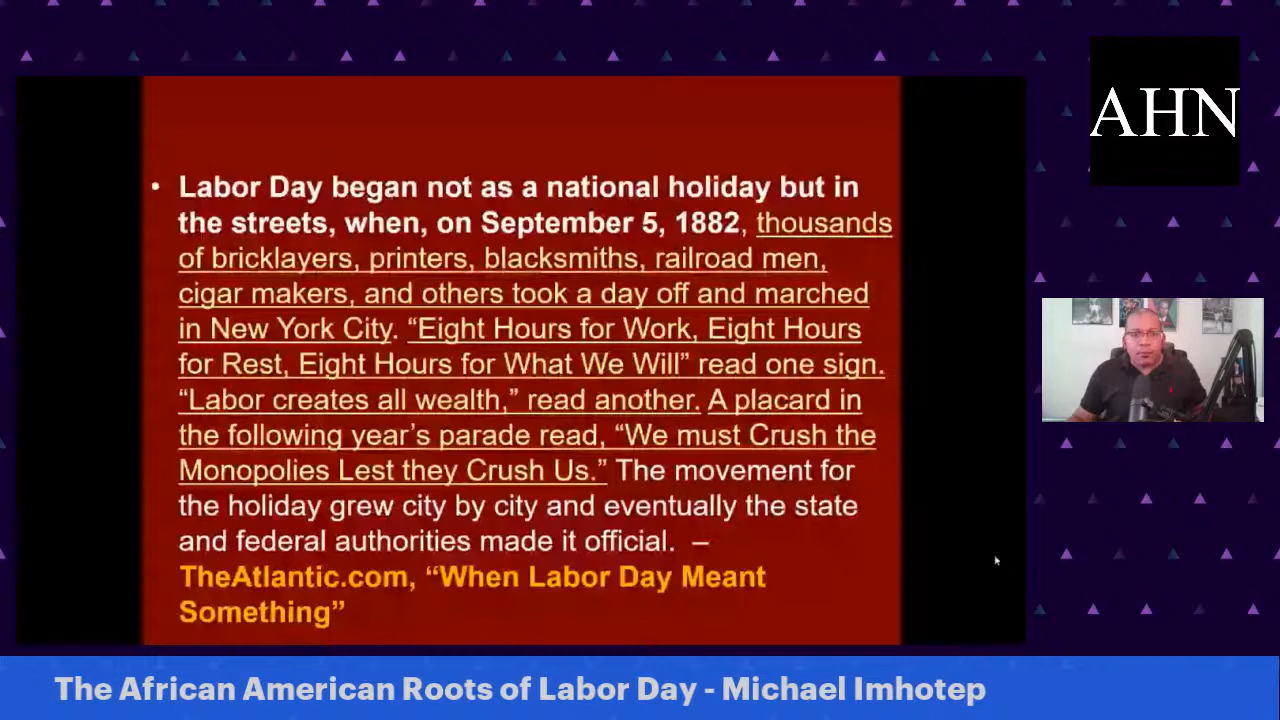 AHN
• Labor Day began not as a national holiday but in
the streets, when, on September 5, 1882, thousands
of bricklayers, printers, blacksmiths, railroad men,
cigar makers, and others took a day off and marched
in New York City. “Eight Hours for Work, Eight Hours
for Rest, Eight Hours for What We Will” read one sign.
“Labor creates all wealth,” read another. A placard in
the following year’s parade read, “We must Crush the
Monopolies Lest they Crush Us.” The movement for
the holiday grew city by city and eventually the state
and federal authorities made it official.  –
TheAtlantic.com, “When Labor Day Meant
Something”
The African American Roots of Labor Day - Michael Imhotep